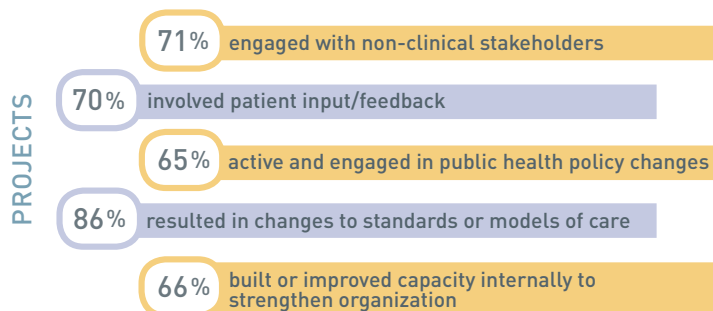 PROJECTS
71% engaged with non-clinical stakeholders
70% involved patient input/feedback
65% active and engaged in public health policy changes
86% resulted in changes to standards or models of care
66% built or improved capacity internally to
strengthen organization